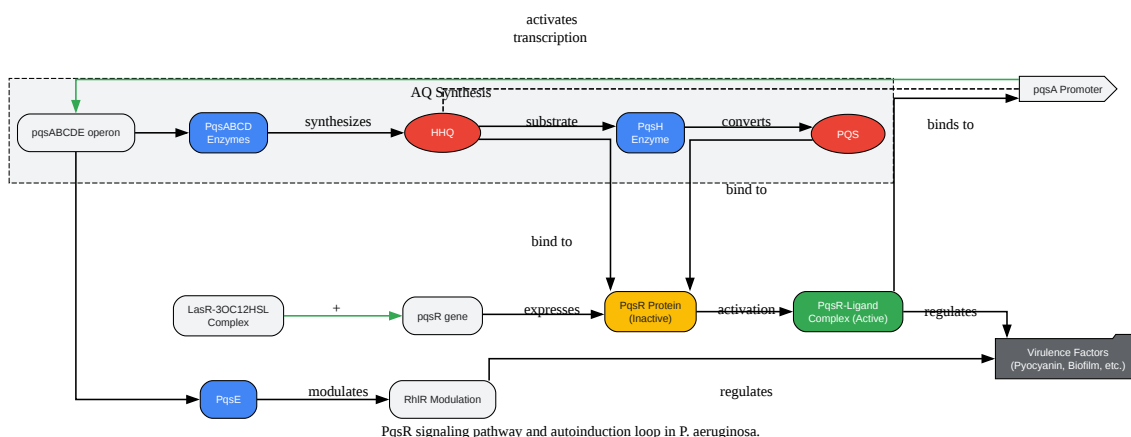 activates
transcription
AQ Synthesis
pqsA Promoter
pqsABCDE operon
PqsABCD
Enzymes
synthesizes
HHQ
substrate
PqsH
Enzyme
converts
PQS
binds to
bind to
bind to
LasR-3OC12HSL
Complex
+
pqsR gene
expresses
PqsR Protein
(Inactive)
activation
PqsR-Ligand
Complex (Active)
regulates
Virulence Factors
(Pyocyanin, Biofilm, etc.)
PqsE
modulates
RhlR Modulation
regulates
PqsR signaling pathway and autoinduction loop in P. aeruginosa.